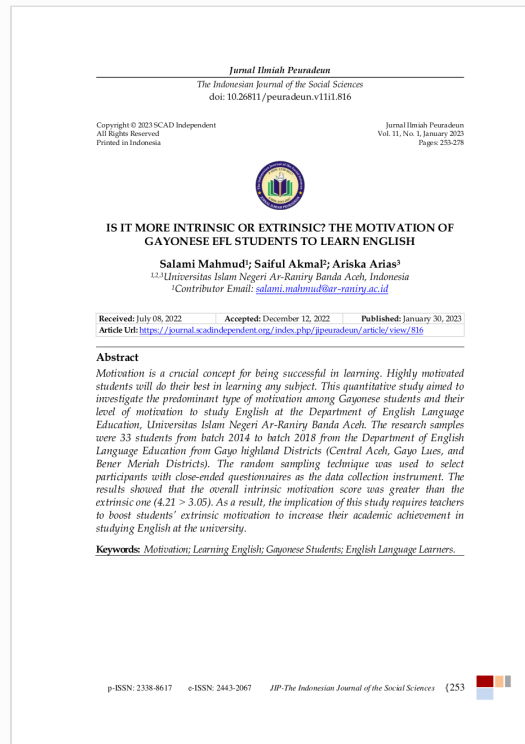 Jurnal Ilmiah Peuradeun
The Indonesian Journal of the Social Sciences
doi: 10.26811/peuradeun.v11i1.816
Copyright © 2023 SCAD Independent
All Rights Reserved
Printed in Indonesia
Jurnal Ilmiah Peuradeun
Vol. 11, No. 1, January 2023
Pages: 253-278
IS IT MORE INTRINSIC OR EXTRINSIC? THE MOTIVATION OF
GAYONESE EFL STUDENTS TO LEARN ENGLISH
Salami Mahmud¹; Saiful Akmal²; Ariska Arias³
1,2,3Universitas Islam Negeri Ar-Raniry Banda Aceh, Indonesia
¹Contributor Email: salami.mahmud@ar-raniry.ac.id
Received: July 08, 2022 Accepted: December 12, 2022 Published: January 30, 2023
Article Url: https://journal.scadindependent.org/index.php/jipeuradeun/article/view/816
Abstract
Motivation is a crucial concept for being successful in learning. Highly motivated
students will do their best in learning any subject. This quantitative study aimed to
investigate the predominant type of motivation among Gayonese students and their
level of motivation to study English at the Department of English Language
Education, Universitas Islam Negeri Ar-Raniry Banda Aceh. The research samples
were 33 students from batch 2014 to batch 2018 from the Department of English
Language Education from Gayo highland Districts (Central Aceh, Gayo Lues, and
Bener Meriah Districts). The random sampling technique was used to select
participants with close-ended questionnaires as the data collection instrument. The
results showed that the overall intrinsic motivation score was greater than the
extrinsic one (4.21 > 3.05). As a result, the implication of this study requires teachers
to boost students' extrinsic motivation to increase their academic achievement in
studying English at the university.
Keywords: Motivation; Learning English; Gayonese Students; English Language Learners.
p-ISSN: 2338-8617 e-ISSN: 2443-2067 JIP-The Indonesian Journal of the Social Sciences {253